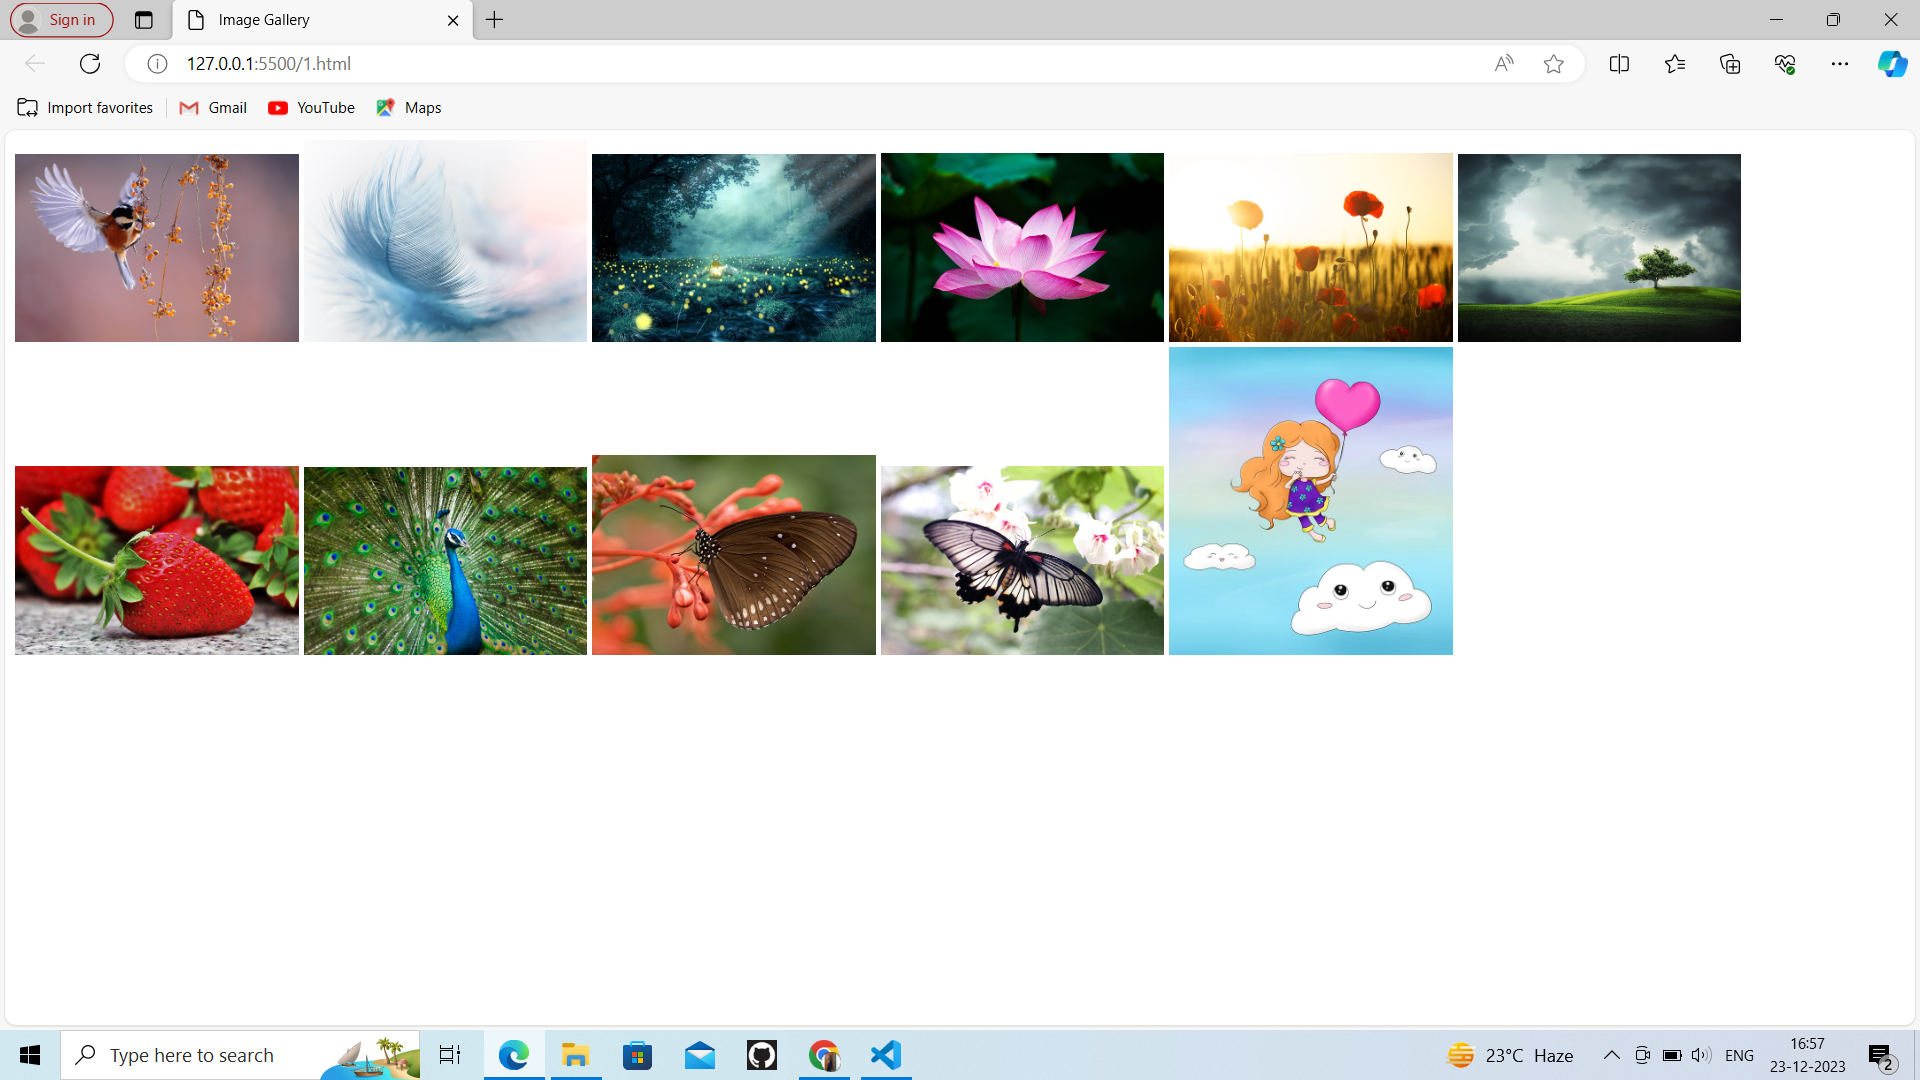 Sign in
Image Gallery
127.0.0.1:5500/1.html
Import favorites
Gmail
YouTube
Maps
Type here to search
23°C Haze
ENG
16:57
23-12-2023
2